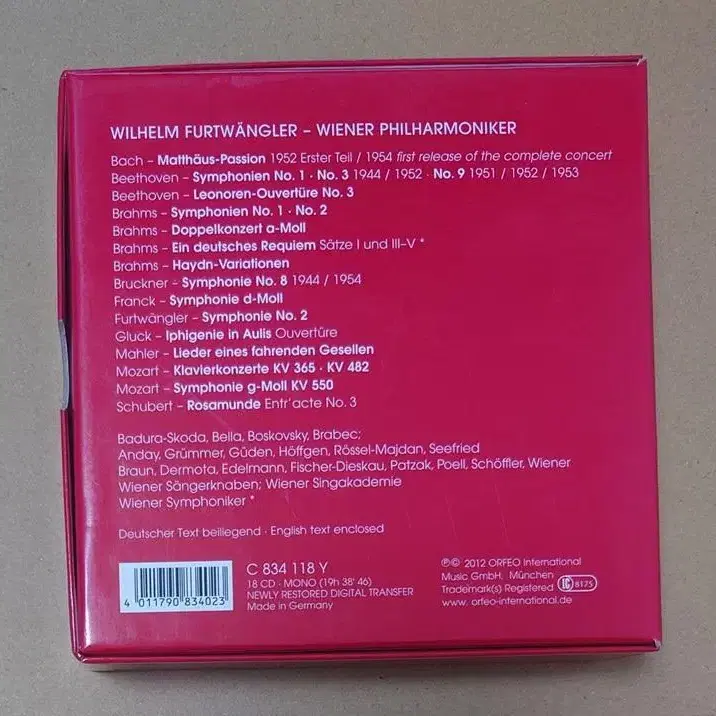 WILHELM FURTWÄNGLER – WIENER PHILHARMONIKER
Bach – Matthäus-Passion 1952 Erster Teil / 1954 first release of the complete concert
Beethoven – Symphonien No. 1 · No. 3 1944 / 1952 · No. 9 1951 / 1952 / 1953
Beethoven – Leonoren-Ouvertüre No. 3
Brahms – Symphonien No. 1 · No. 2
Brahms – Doppelkonzert a-Moll
Brahms – Ein deutsches Requiem Sätze I und III–V *
Brahms – Haydn-Variationen
Bruckner – Symphonie No. 8 1944 / 1954
Franck – Symphonie d-Moll
Furtwängler – Symphonie No. 2
Gluck – Iphigenie in Aulis Ouvertüre
Mahler – Lieder eines fahrenden Gesellen
Mozart – Klavierkonzerte KV 365 · KV 482
Mozart – Symphonie g-Moll KV 550
Schubert – Rosamunde Entr'acte No. 3
Badura-Skoda, Bella, Boskovsky, Brabec;
Anday, Grümmer, Güden, Höffgen, Rössel-Majdan, Seefried
Braun, Dermota, Edelmann, Fischer-Dieskau, Patzak, Poell, Schöffler, Wiener
Wiener Sängerknaben; Wiener Singakademie
Wiener Symphoniker *
Deutscher Text beiliegend · English text enclosed
4 011790 834023
C 834 118 Y
18 CD · MONO (19h 38' 46)
NEWLY RESTORED DIGITAL TRANSFER
Made in Germany
℗© 2012 ORFEO International
Music GmbH, München
Trademark(s) Registered
www.orfeo-international.de
LC 8175